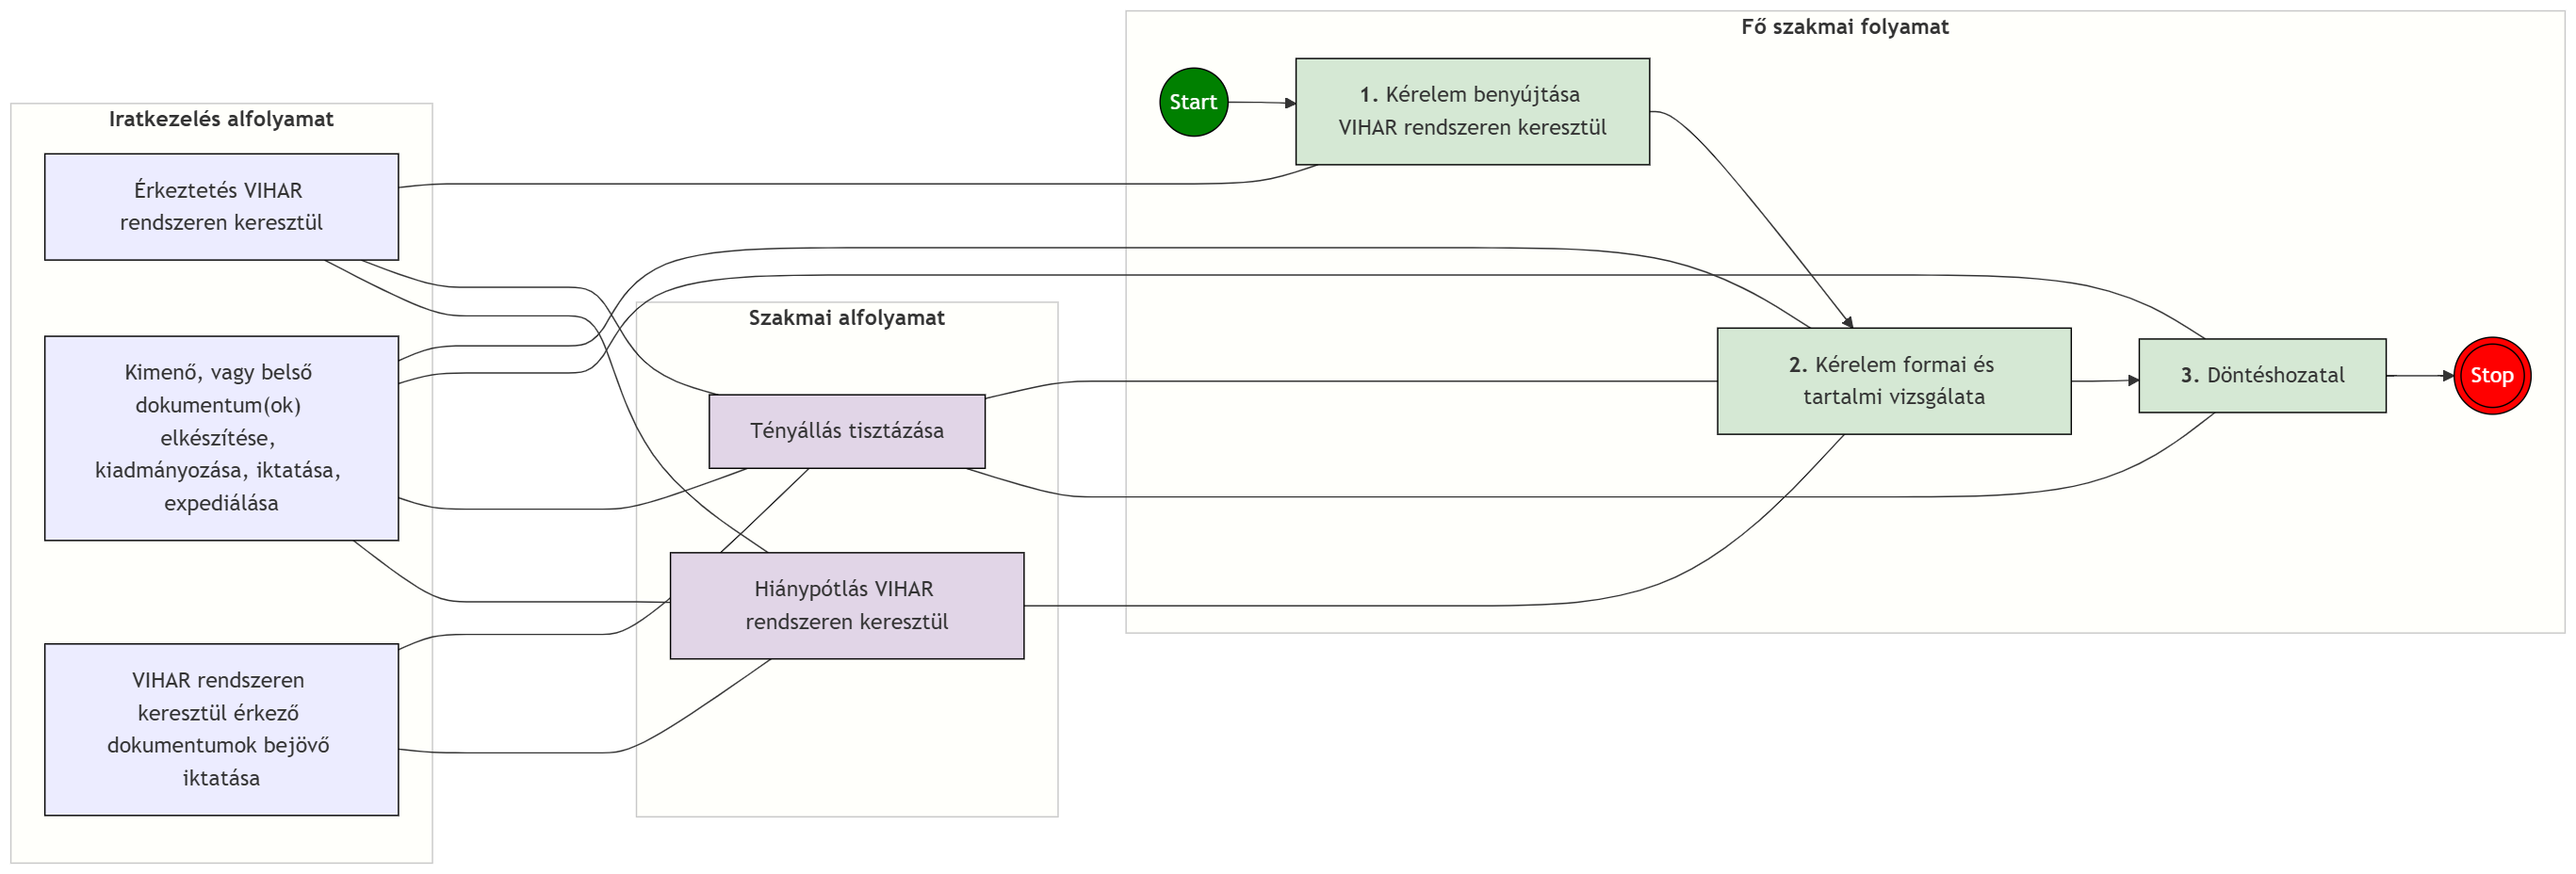 Iratkezelés alfolyamat
Érkeztetés VIHAR
rendszeren keresztül
Kimenő, vagy belső
dokumentum(ok)
elkészítése,
kiadmányozása, iktatása,
expediálása
VIHAR rendszeren
keresztül érkező
dokumentumok bejövő
iktatása
Szakmai alfolyamat
Tényállás tisztázása
Hiánypótlás VIHAR
rendszeren keresztül
Fő szakmai folyamat
Start
1. Kérelem benyújtása
VIHAR rendszeren keresztül
2. Kérelem formai és
tartalmi vizsgálata
3. Döntéshozatal
Stop